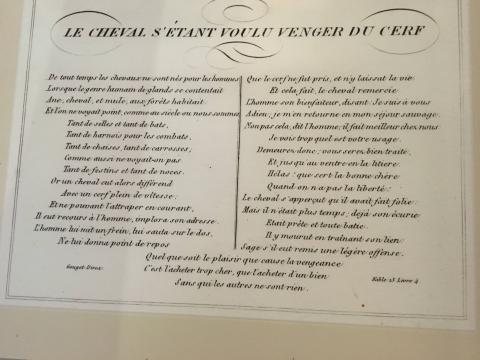 LE CHEVAL S'ÉTANT VOULU VENGER DU CERF
De tout temps les chevaux ne sont nés pour les hommes.
Lorsque le genre humain de glands se contentait
Ane, cheval, et mule, aux forêts habitait.
Et l'on ne voyait point, comme au siècle ou nous sommes,
Tant de selles et tant de bats,
Tant de harnois pour les combats,
Tant de chaises, tant de carrosses;
Comme aussi ne voyait-on pas
Tant de festins et tant de noces.
Or un cheval eut alors différend
Avec un cerf plein de vitesse;
Et ne pouvant l'attraper en courant,
Il eut recours à l'homme, implora son adresse.
L'homme lui mit un frein, lui sauta sur le dos,
Ne lui donna point de repos
Que le cerf ne fut pris, et n'y laissat la vie.
Et cela fait, le cheval remercie
L'homme son bienfaiteur, disant: Je suis à vous
Adieu; je m'en retourne en mon séjour sauvage.
Non pas cela, dit l'homme; il fait meilleur chez nous
Je vois trop quel est votre usage.
Demeurez donc; vous serez bien traité,
Et jusqu'au ventre en la litiere.
Hélas! que sert la bonne chère
Quand on n'a pas la liberté.
Le cheval s'apperçut qu'il avait fait folie.
Mais il n'était plus temps; dejà son écurie
Etait prête et toute batie.
Il y mourut en traînant son lien
Sage s'il eut remis une légère offense.
Quel que soit le plaisir que cause la vengeance
C'est l'acheter trop cher, que l'acheter d'un bien
Sans qui les autres ne sont rien.
Fable 13 Livre 4